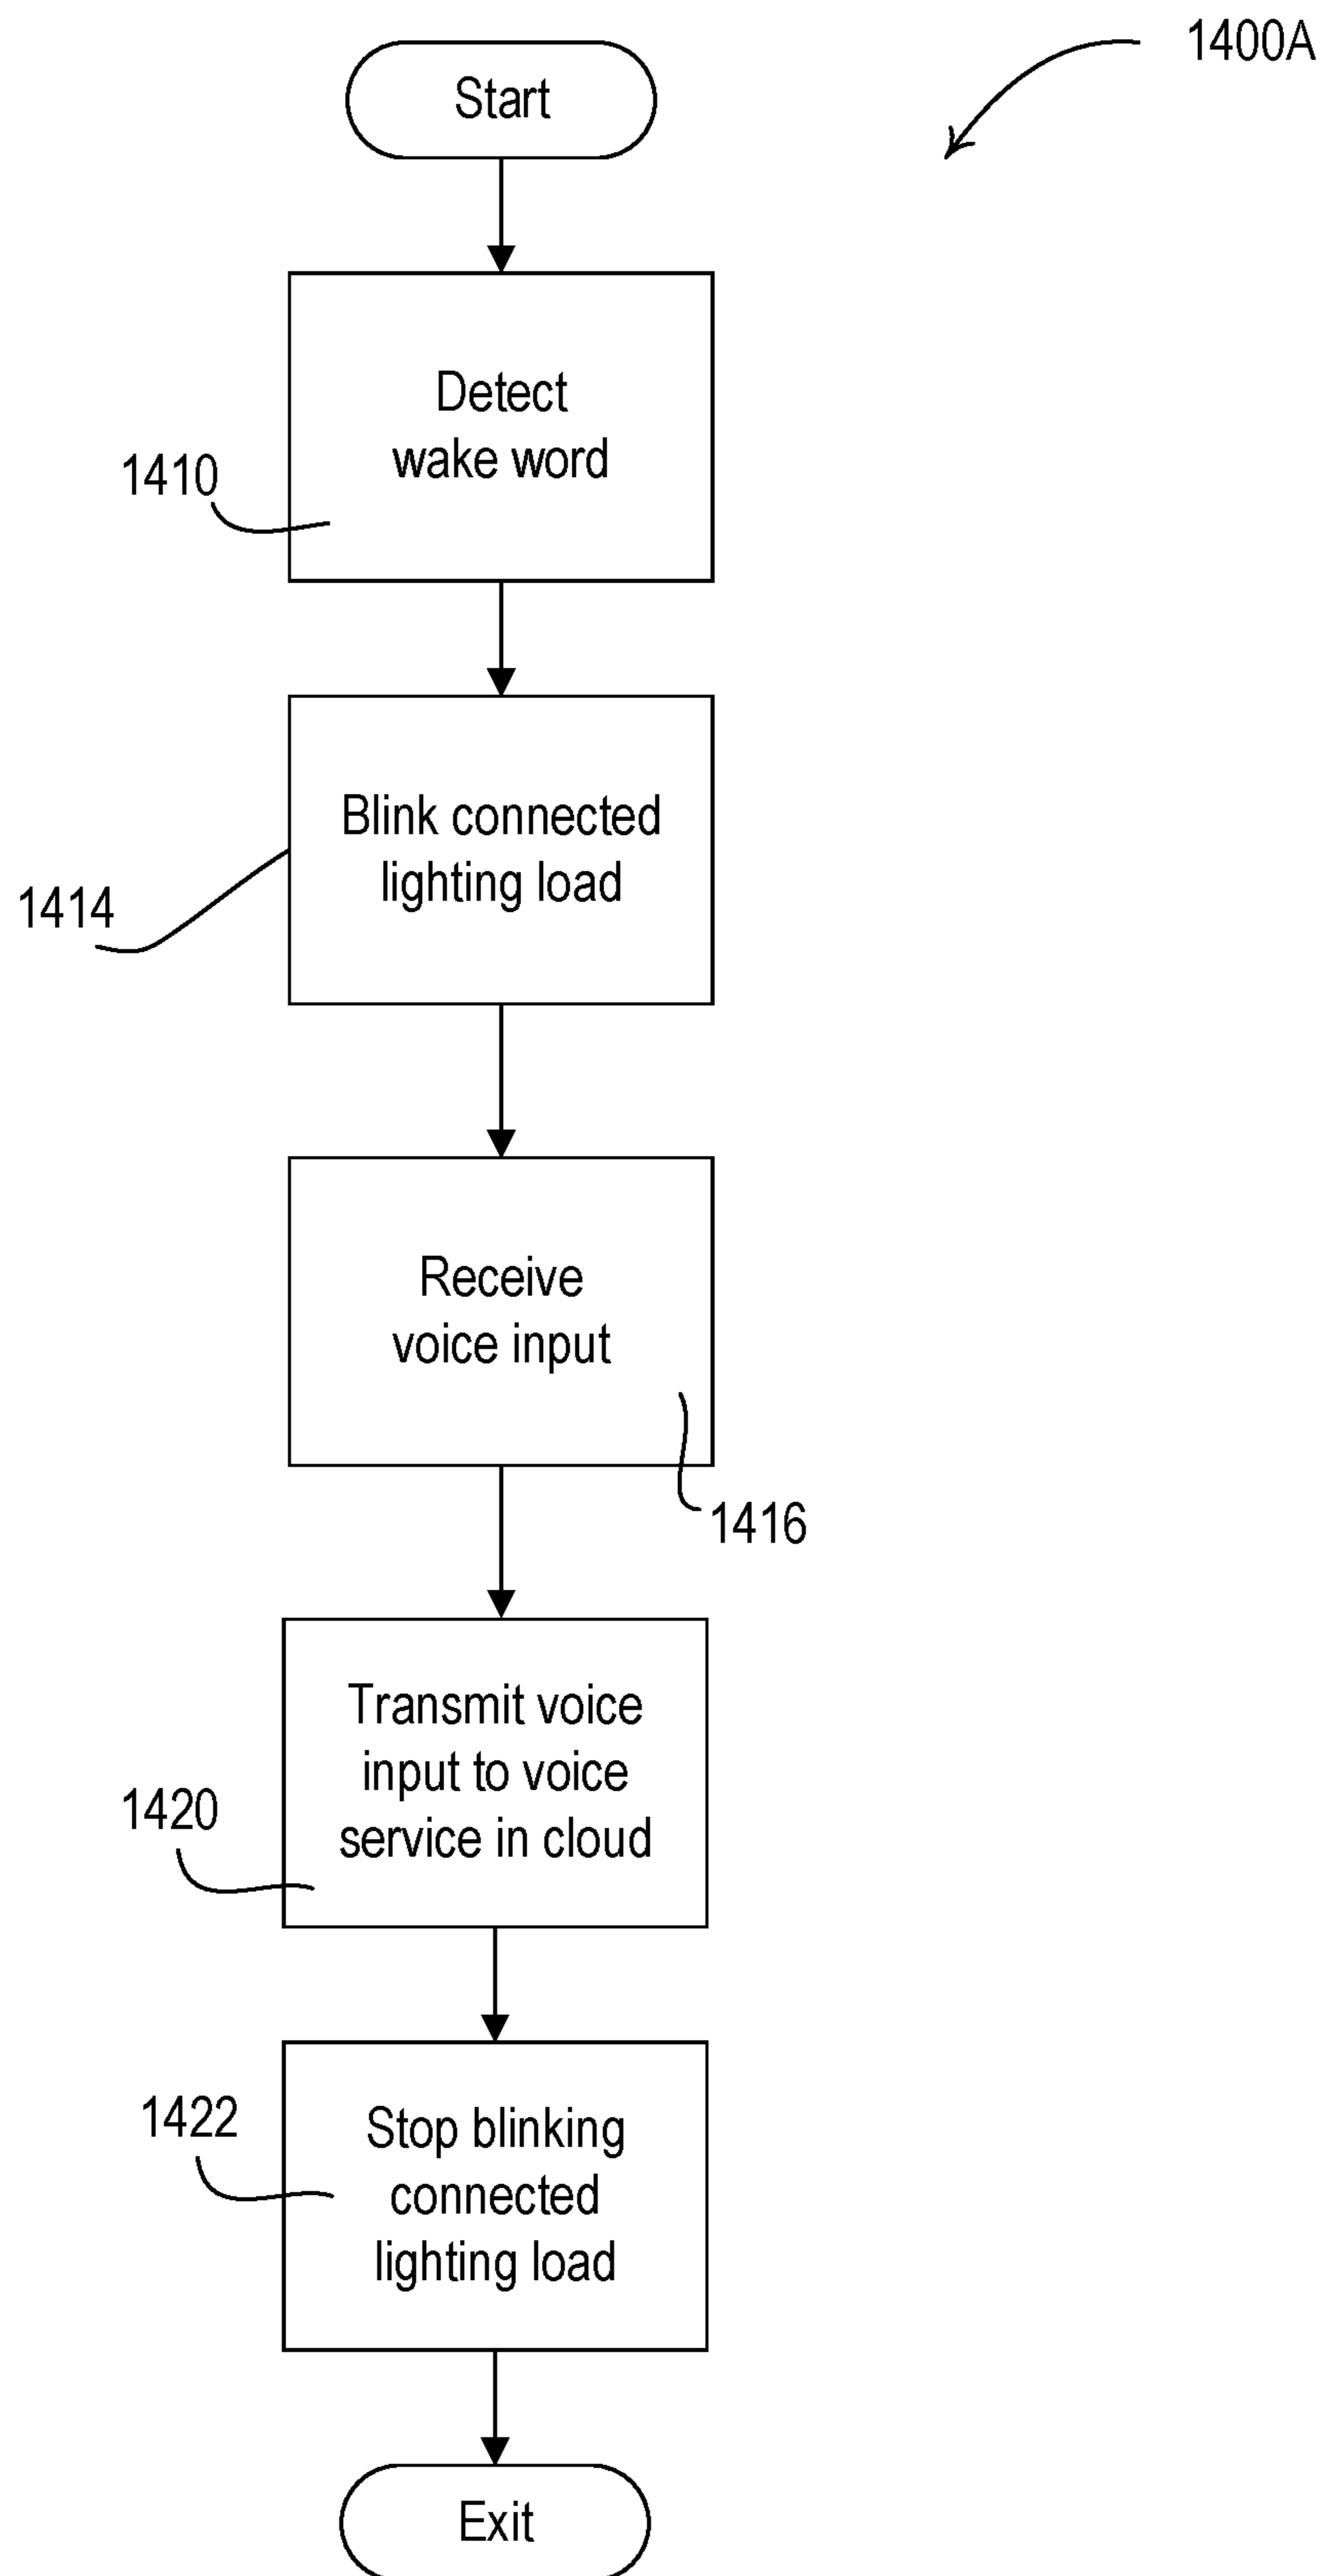 1400A
Start
Detect
wake word
1410
Blink connected
lighting load
1414
Receive
voice input
1416
Transmit voice
input to voice
service in cloud
1420
Stop blinking
connected
lighting load
1422
Exit